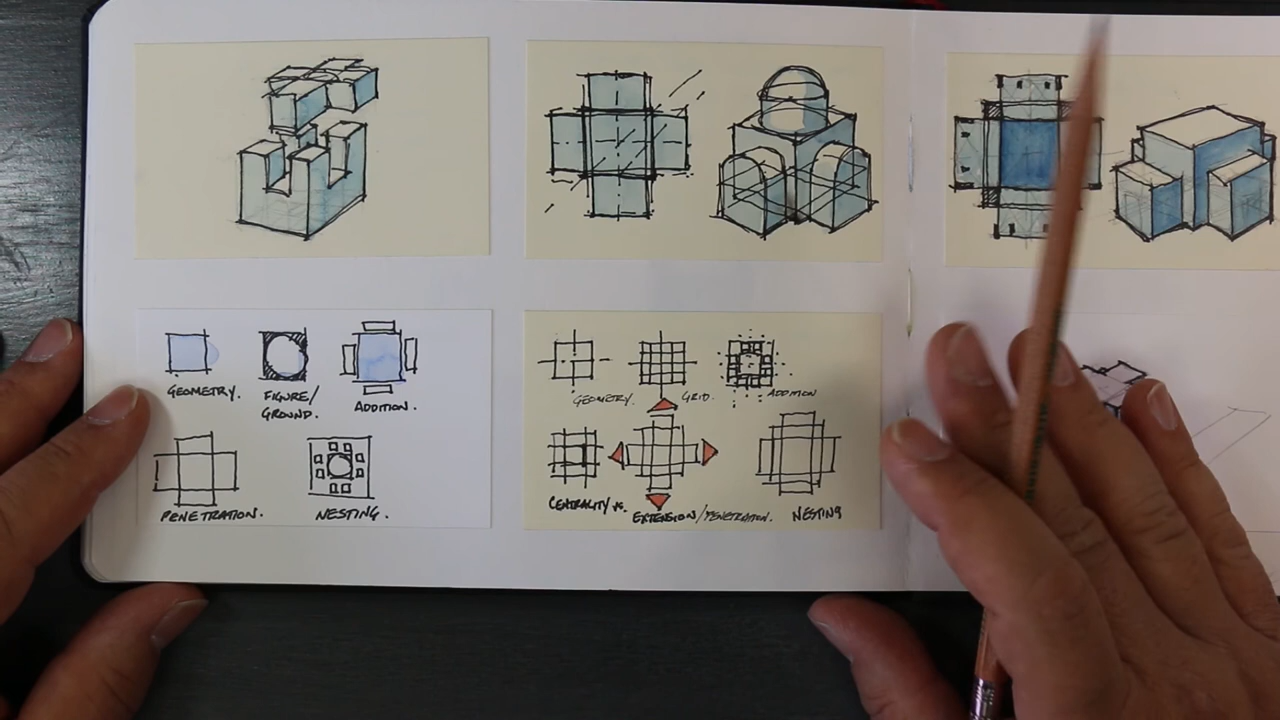 GEOMETRY.
FIGURE/
GROUND.
ADDITION.
PENETRATION.
NESTING.
GEOMETRY.
GRID.
ADDITION
CENTRALITY vs.
EXTENSION/PENETRATION.
NESTING